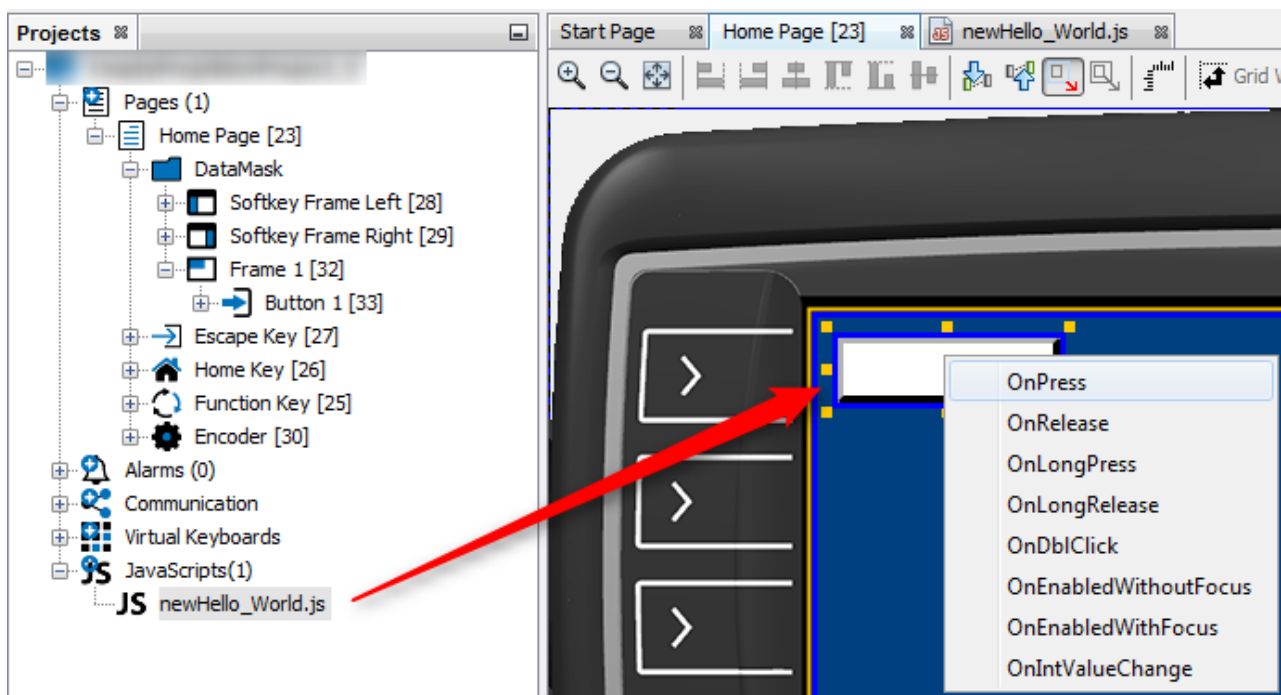 Projects
Pages (1)
Home Page [23]
DataMask
Softkey Frame Left [28]
Softkey Frame Right [29]
Frame 1 [32]
Button 1 [33]
Escape Key [27]
Home Key [26]
Function Key [25]
Encoder [30]
Alarms (0)
Communication
Virtual Keyboards
JavaScripts(1)
JS newHello_World.js
Start Page Home Page [23] newHello_World.js
Grid
OnPress
OnRelease
OnLongPress
OnLongRelease
OnDblClick
OnEnabledWithoutFocus
OnEnabledWithFocus
OnIntValueChange